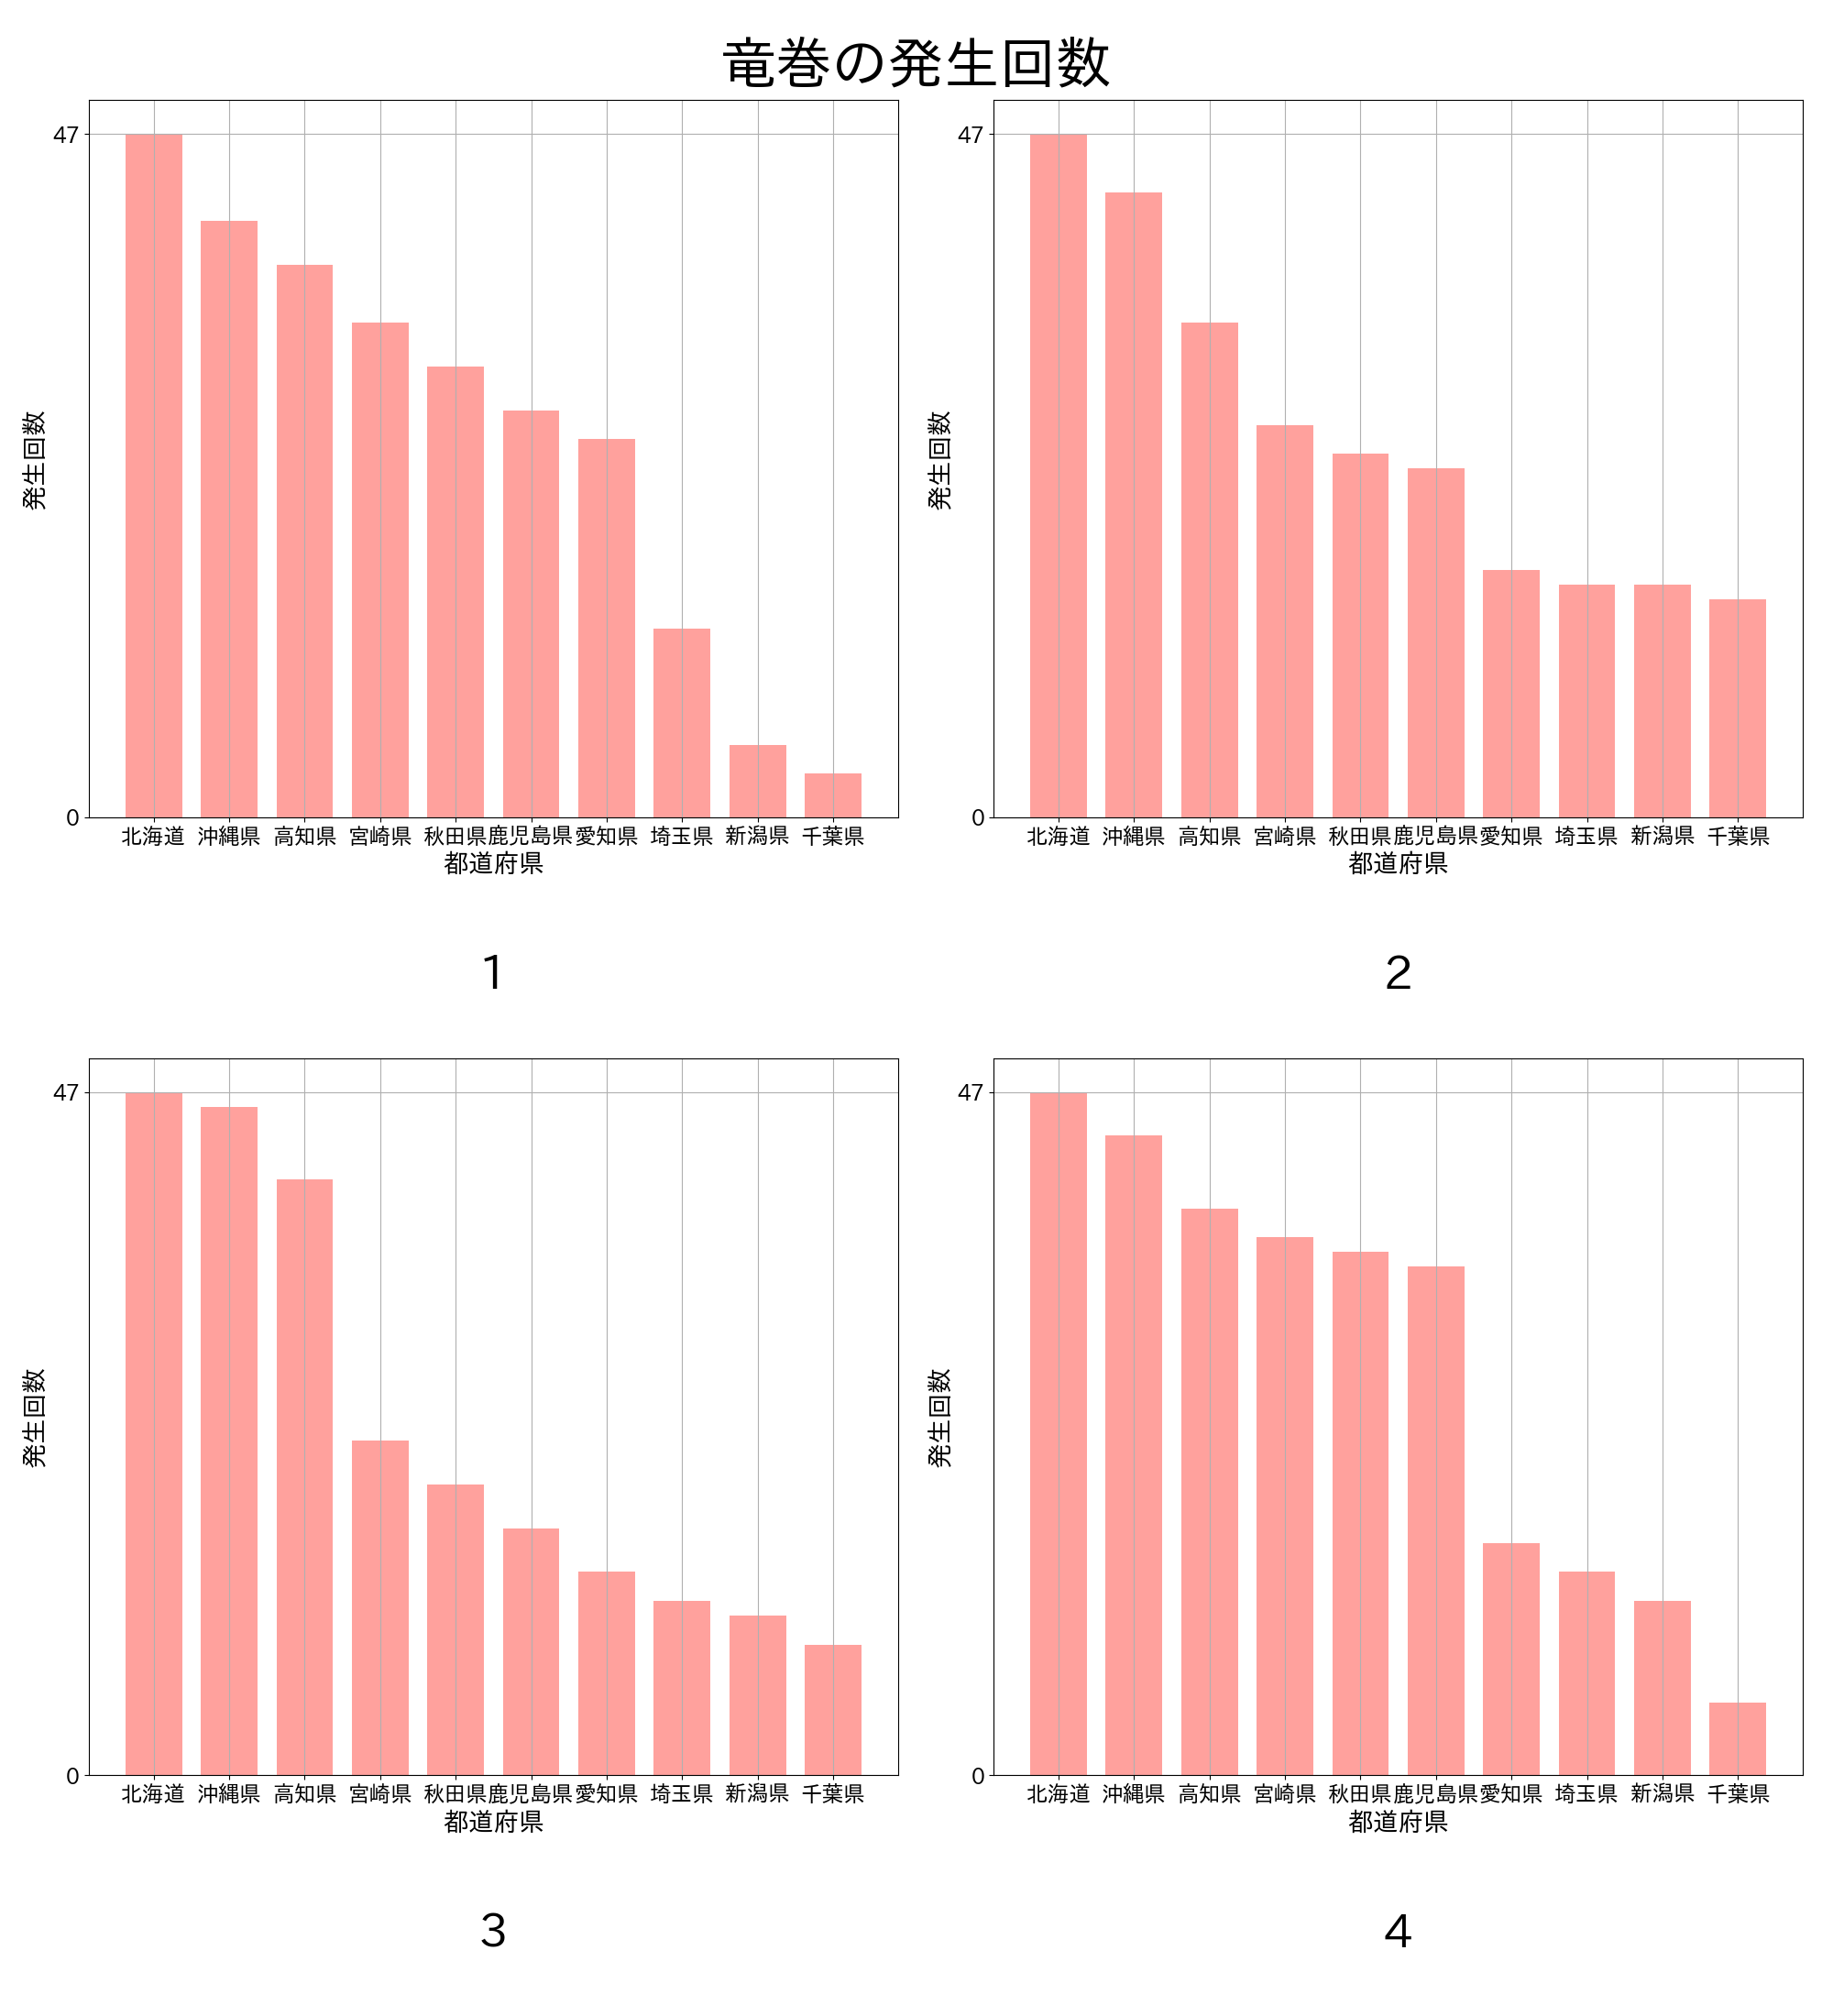 竜巻の発生回数
47
0
発生回数
北海道 沖縄県 高知県 宮崎県 秋田県 鹿児島県 愛知県 埼玉県 新潟県 千葉県
都道府県
1
47
0
発生回数
北海道 沖縄県 高知県 宮崎県 秋田県 鹿児島県 愛知県 埼玉県 新潟県 千葉県
都道府県
2
47
0
発生回数
北海道 沖縄県 高知県 宮崎県 秋田県 鹿児島県 愛知県 埼玉県 新潟県 千葉県
都道府県
3
47
0
発生回数
北海道 沖縄県 高知県 宮崎県 秋田県 鹿児島県 愛知県 埼玉県 新潟県 千葉県
都道府県
4